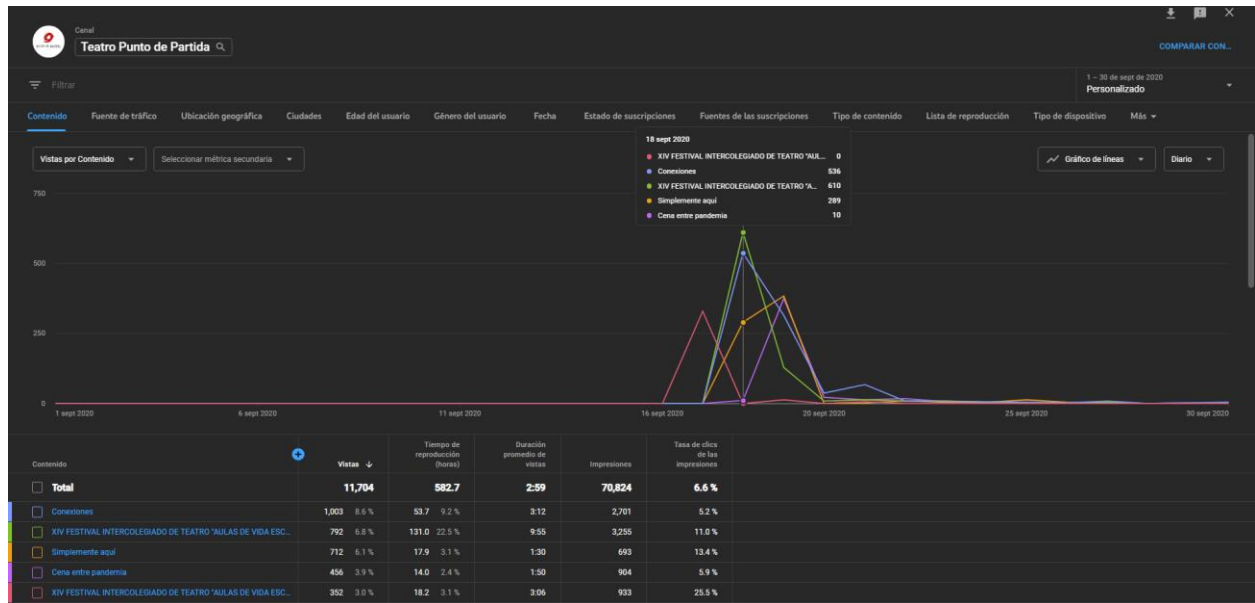 Canal
Teatro Punto de Partida
COMPARAR CON...
Filtrar
1 – 30 de sept de 2020
Personalizado
Contenido Fuente de tráfico Ubicación geográfica Ciudades Edad del usuario Género del usuario Fecha Estado de suscripciones Fuentes de las suscripciones Tipo de contenido Lista de reproducción Tipo de dispositivo Más
Vistas por Contenido Seleccionar métrica secundaria Gráfico de líneas Diario
18 sept 2020
XIV FESTIVAL INTERCOLEGIADO DE TEATRO "AUL... 0
Conexiones 536
XIV FESTIVAL INTERCOLEGIADO DE TEATRO "A... 610
Simplemente aquí 289
Cena entre pandemia 10
750
500
250
0
1 sept 2020 6 sept 2020 11 sept 2020 16 sept 2020 20 sept 2020 25 sept 2020 30 sept 2020
Contenido Vistas Tiempo de reproducción (horas) Duración promedio de vistas Impresiones Tasa de clics de las impresiones
Total 11,704 582.7 2:59 70,824 6.6 %
Conexiones 1,003 8.6 % 53.7 9.2 % 3:12 2,701 5.2 %
XIV FESTIVAL INTERCOLEGIADO DE TEATRO "AULAS DE VIDA ESC... 792 6.8 % 131.0 22.5 % 9:55 3,255 11.0 %
Simplemente aquí 712 6.1 % 17.9 3.1 % 1:30 693 13.4 %
Cena entre pandemia 456 3.9 % 14.0 2.4 % 1:50 904 5.9 %
XIV FESTIVAL INTERCOLEGIADO DE TEATRO "AULAS DE VIDA ESC... 352 3.0 % 18.2 3.1 % 3:06 933 25.5 %